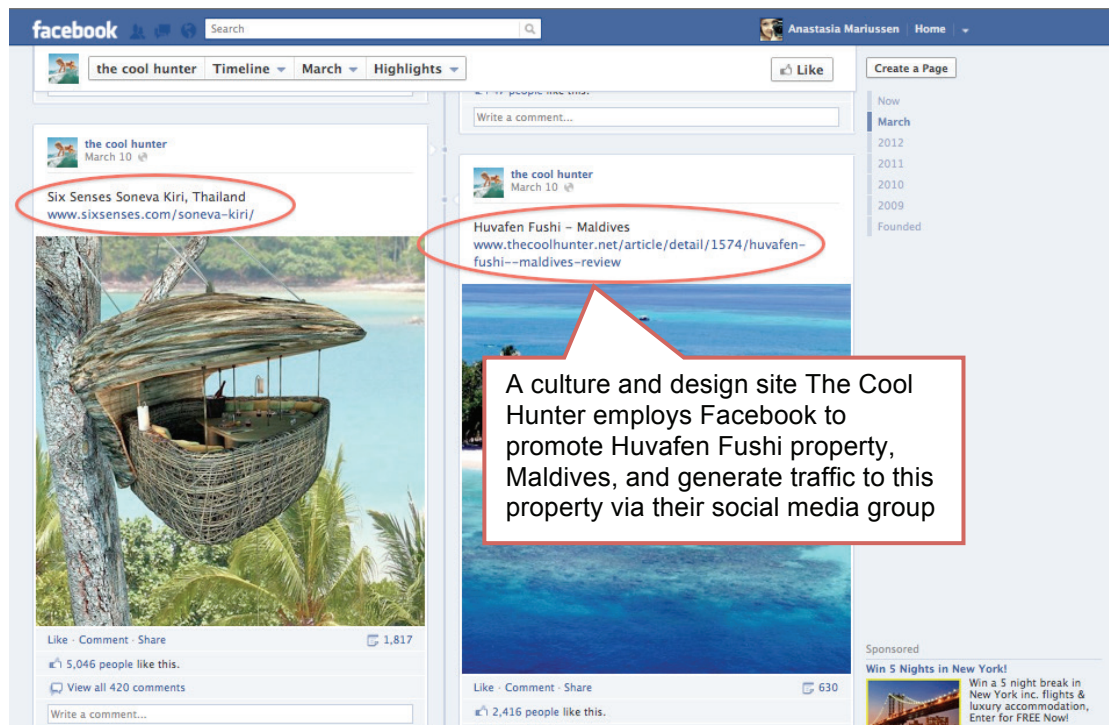 facebook Search Anastasia Mariussen Home
the cool hunter Timeline March Highlights Like Create a Page
the cool hunter
March 10
Six Senses Soneva Kiri, Thailand
www.sixsenses.com/soneva-kiri/
Like · Comment · Share 1,817
5,046 people like this.
View all 420 comments
Write a comment...
people like this.
Write a comment...
the cool hunter
March 10
Huvafen Fushi – Maldives
www.thecoolhunter.net/article/detail/1574/huvafen-
fushi--maldives-review
A culture and design site The Cool
Hunter employs Facebook to
promote Huvafen Fushi property,
Maldives, and generate traffic to this
property via their social media group
Like · Comment · Share 630
2,416 people like this.
Now
March
2012
2011
2010
2009
Founded
Sponsored
Win 5 Nights in New York!
Win a 5 night break in
New York inc. flights &
luxury accommodation,
Enter for FREE Now!